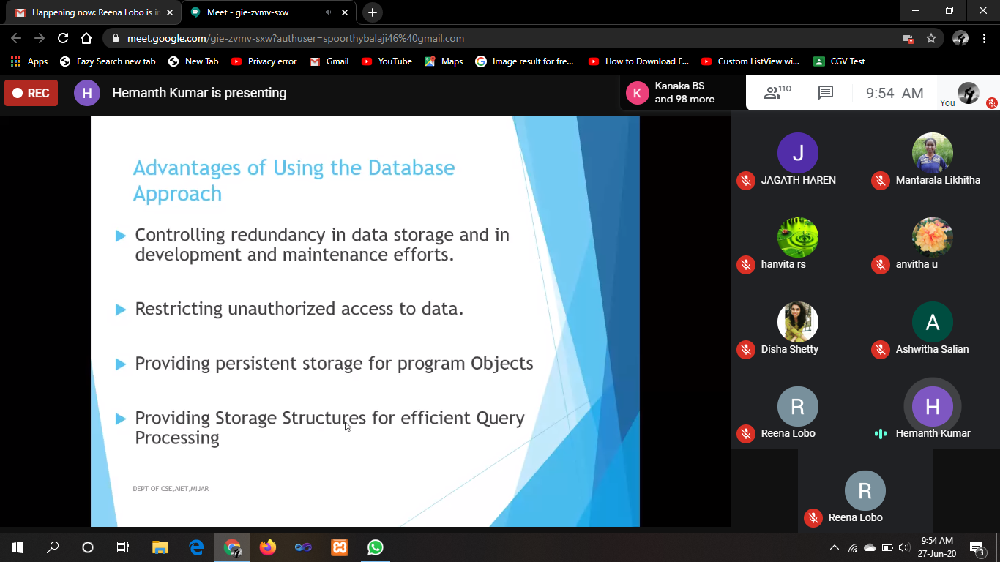 Happening now: Reena Lobo is in
Meet - gie-zvmv-sxw
meet.google.com/gie-zvmv-sxw?authuser=spoorthybalaji46%40gmail.com
Apps
Eazy Search new tab
New Tab
Privacy error
Gmail
YouTube
Maps
Image result for fre...
How to Download F...
Custom ListView wi...
CGV Test
REC
H
Hemanth Kumar is presenting
K
Kanaka BS
and 98 more
110
9:54 AM
You
Advantages of Using the Database
Approach
Controlling redundancy in data storage and in
development and maintenance efforts.
Restricting unauthorized access to data.
Providing persistent storage for program Objects
Providing Storage Structures for efficient Query
Processing
DEPT OF CSE,AIET,MIJAR
J
JAGATH HAREN
Mantarala Likhitha
hanvita rs
anvitha u
Disha Shetty
A
Ashwitha Salian
R
Reena Lobo
H
Hemanth Kumar
R
Reena Lobo
9:54 AM
27-Jun-20
3